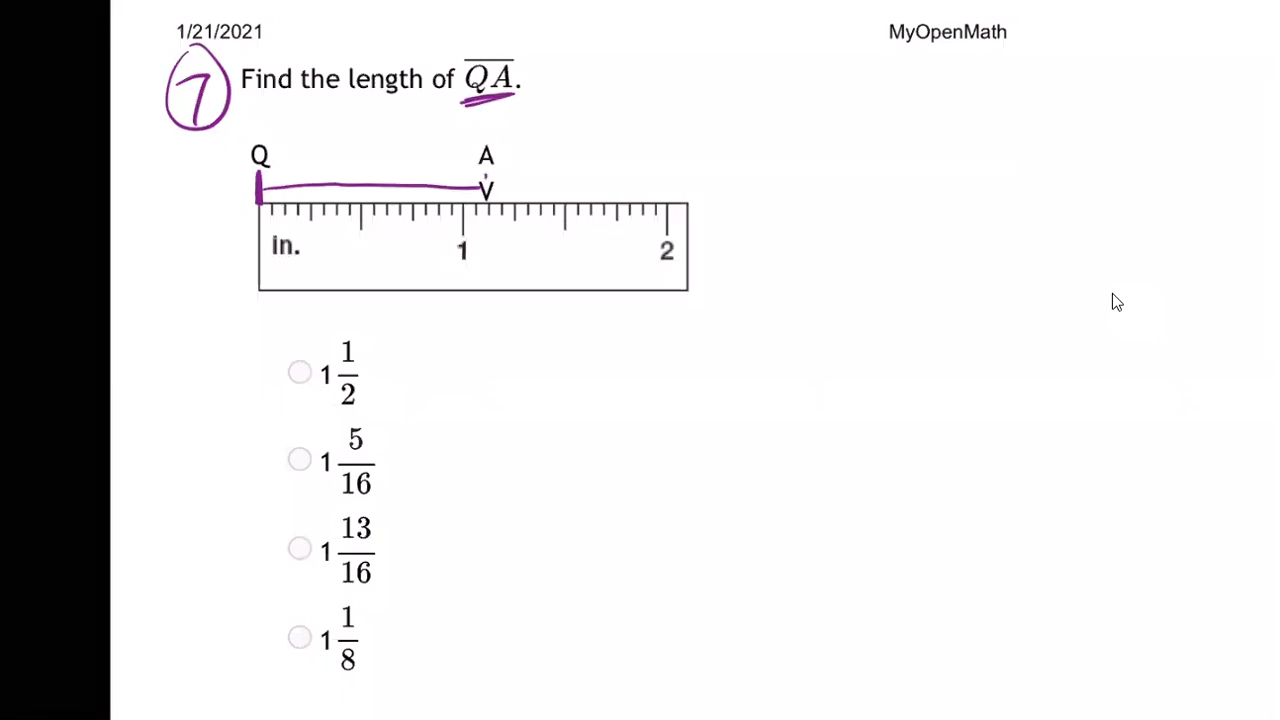 1/21/2021 MyOpenMath
7 Find the length of QA.
Q A
V
in. 1 2
1 1/2
1 5/16
1 13/16
1 1/8